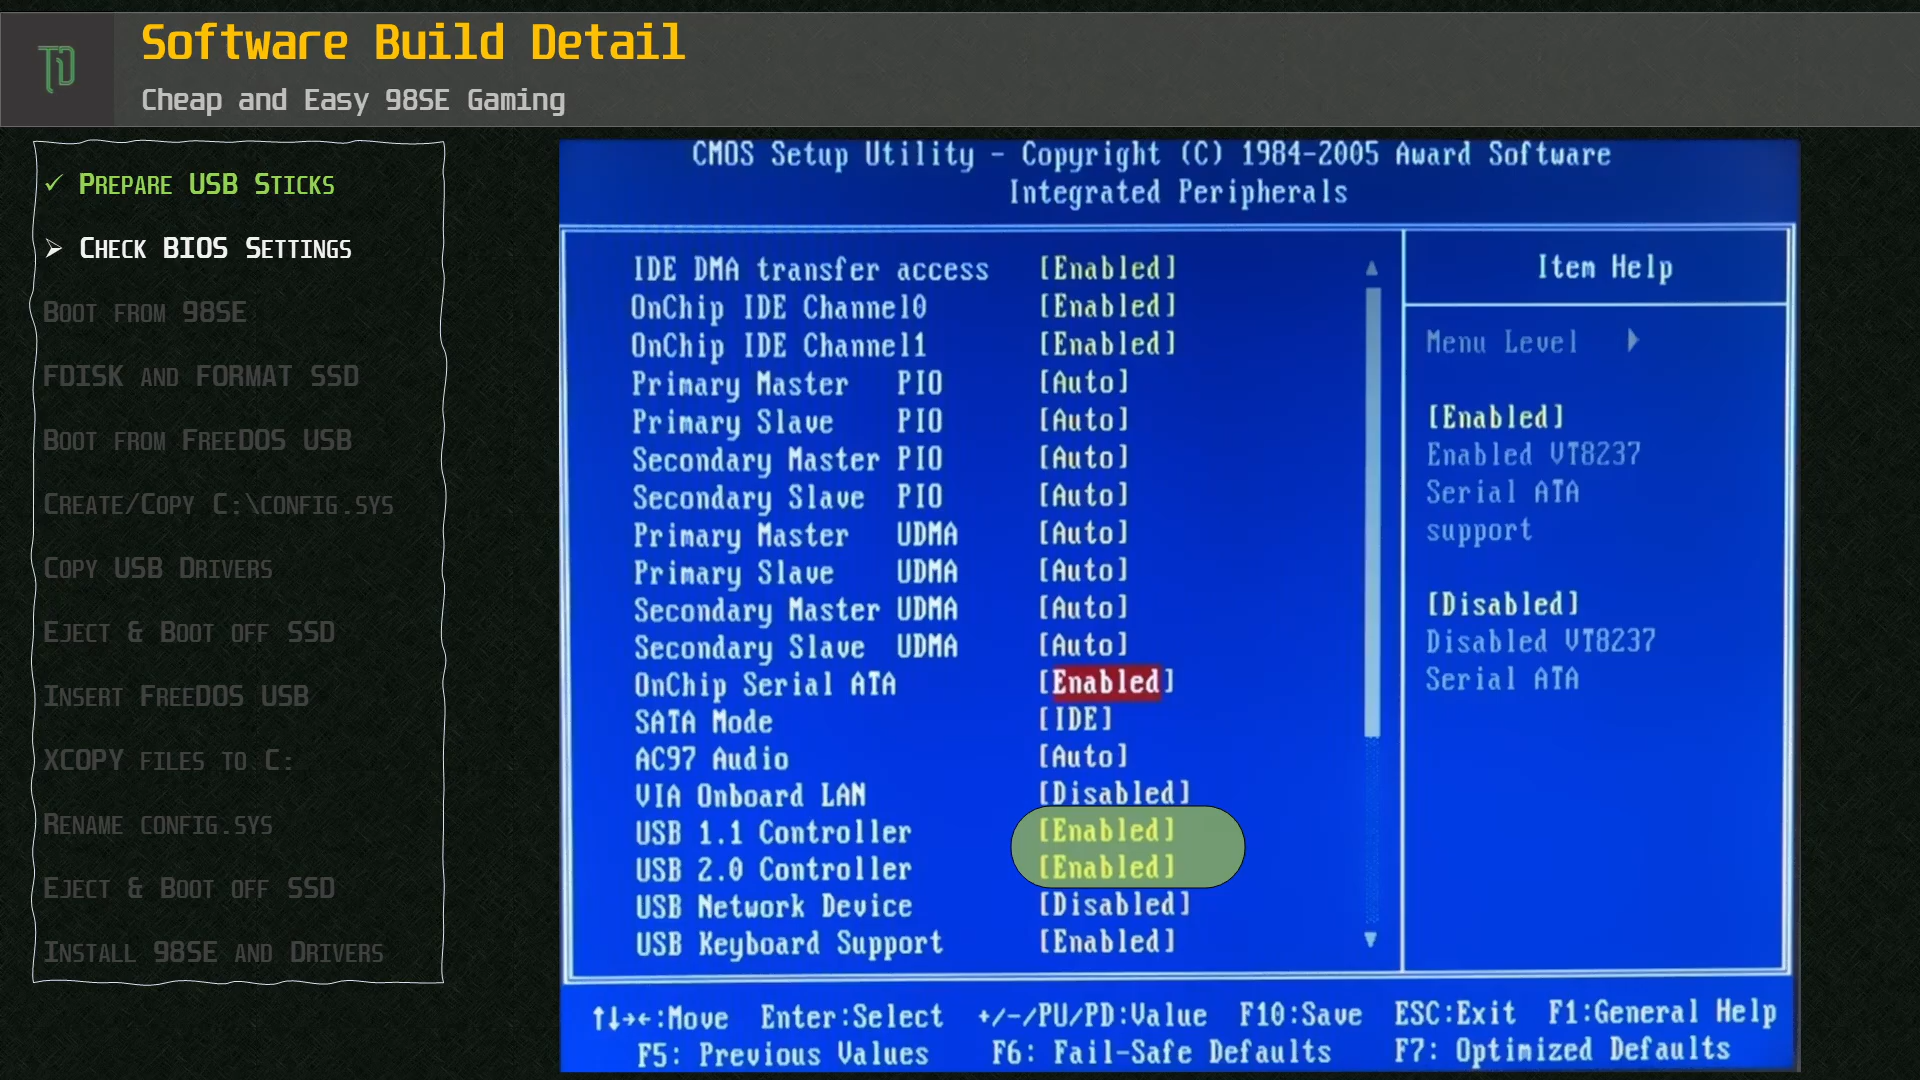 Software Build Detail
Cheap and Easy 98SE Gaming
✓ Prepare USB Sticks
➢ Check BIOS Settings
Boot from 98SE
FDISK and FORMAT SSD
Boot from FreeDOS USB
Create/Copy C:\config.sys
Copy USB Drivers
Eject & Boot off SSD
Insert FreeDOS USB
XCOPY files to C:
Rename config.sys
Eject & Boot off SSD
Install 98SE and Drivers
CMOS Setup Utility - Copyright (C) 1984-2005 Award Software
Integrated Peripherals
IDE DMA transfer access [Enabled]
OnChip IDE Channel0 [Enabled]
OnChip IDE Channel1 [Enabled]
Primary Master PIO [Auto]
Primary Slave PIO [Auto]
Secondary Master PIO [Auto]
Secondary Slave PIO [Auto]
Primary Master UDMA [Auto]
Primary Slave UDMA [Auto]
Secondary Master UDMA [Auto]
Secondary Slave UDMA [Auto]
OnChip Serial ATA [Enabled]
SATA Mode [IDE]
AC97 Audio [Auto]
VIA Onboard LAN [Disabled]
USB 1.1 Controller [Enabled]
USB 2.0 Controller [Enabled]
USB Network Device [Disabled]
USB Keyboard Support [Enabled]
Item Help
Menu Level ▶
[Enabled]
Enabled VT8237
Serial ATA
support
[Disabled]
Disabled VT8237
Serial ATA
↑↓→←:Move Enter:Select +/-/PU/PD:Value F10:Save ESC:Exit F1:General Help
F5: Previous Values F6: Fail-Safe Defaults F7: Optimized Defaults